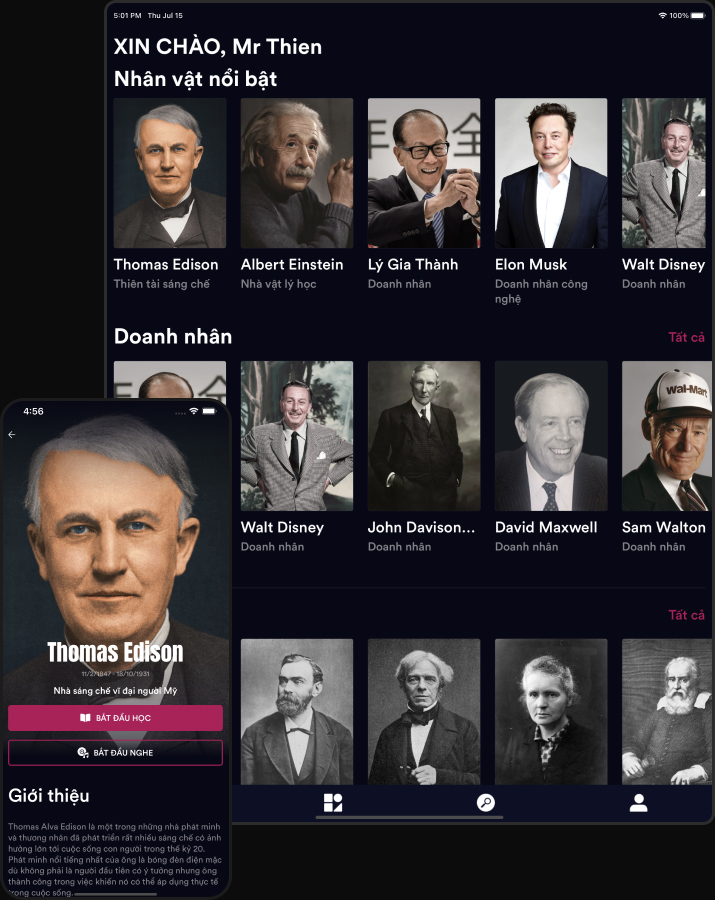 5:01 PM Thu Jul 15
100%
XIN CHÀO, Mr Thien
Nhân vật nổi bật
年 全
Thomas Edison
Thiên tài sáng chế
Albert Einstein
Nhà vật lý học
Lý Gia Thành
Doanh nhân
Elon Musk
Doanh nhân công
nghệ
Walt Disney
Doanh nhân
Doanh nhân
Tất cả
Wal-Mart
Walt Disney
Doanh nhân
John Davison...
Doanh nhân
David Maxwell
Doanh nhân
Sam Walton
Doanh nhân
Tất cả
4:56
Thomas Edison
11/2/1847 - 18/10/1931
Nhà sáng chế vĩ đại người Mỹ
BẮT ĐẦU HỌC
BẮT ĐẦU NGHE
Giới thiệu
Thomas Alva Edison là một trong những nhà phát minh
và thương nhân đã phát triển rất nhiều sáng chế có ảnh
hưởng lớn tới cuộc sống con người trong thế kỷ 20.
Phát minh nổi tiếng nhất của ông là bóng đèn điện mặc
dù không phải là người đầu tiên có ý tưởng nhưng ông
thành công trong việc khiến nó có thể áp dụng thực tế
trong cuộc sống.